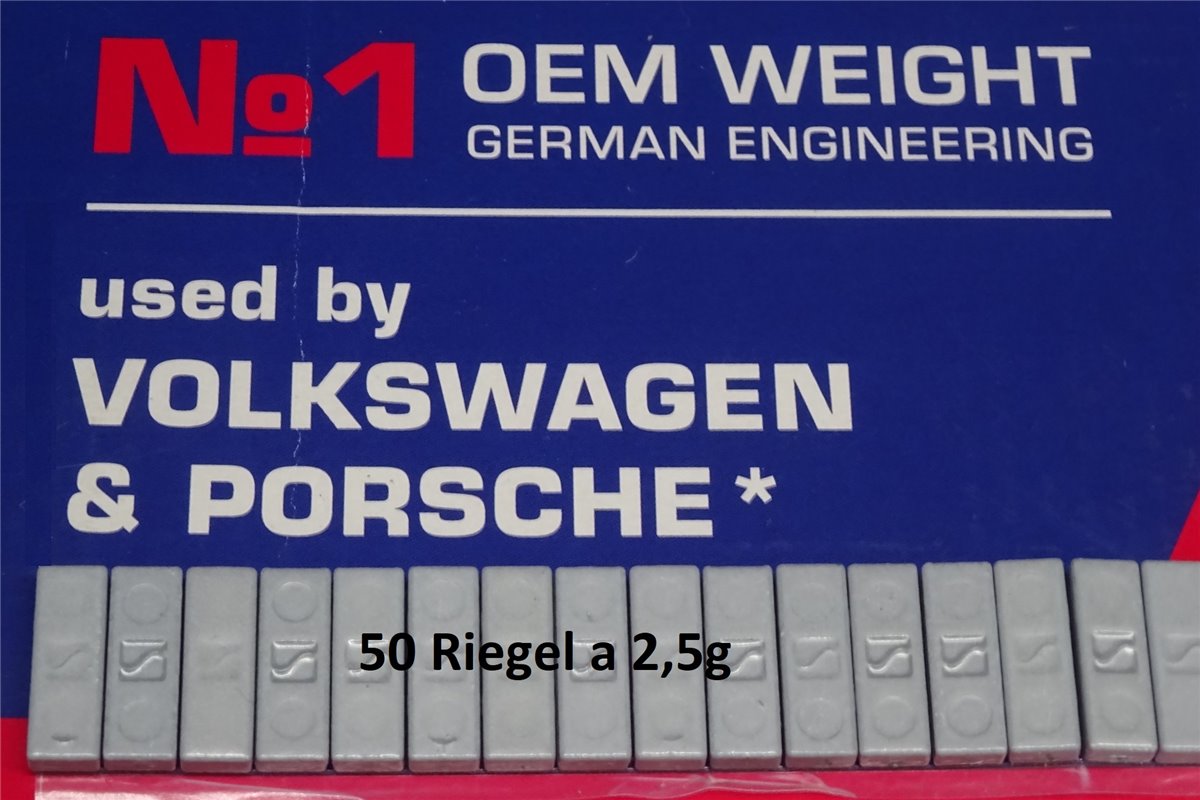 №1 OEM WEIGHT
GERMAN ENGINEERING
used by
VOLKSWAGEN
& PORSCHE*
50 Riegel a 2,5g